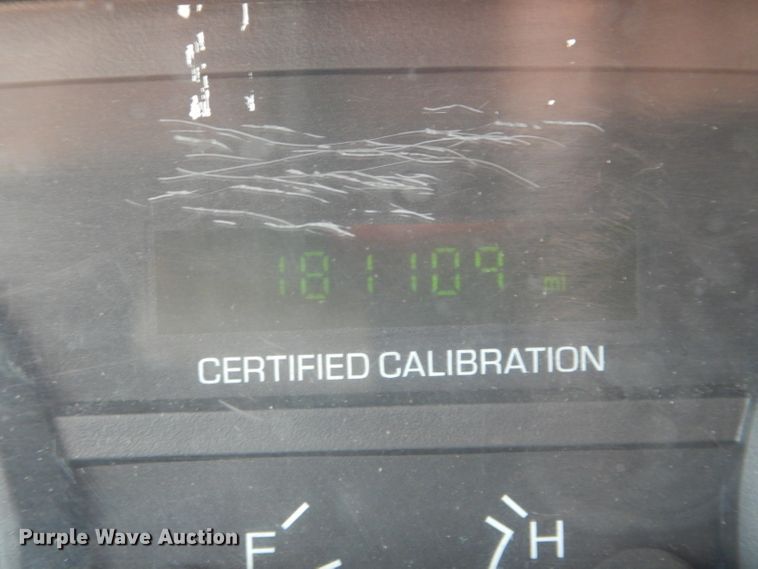 181109 mi
CERTIFIED CALIBRATION
F H
Purple Wave Auction